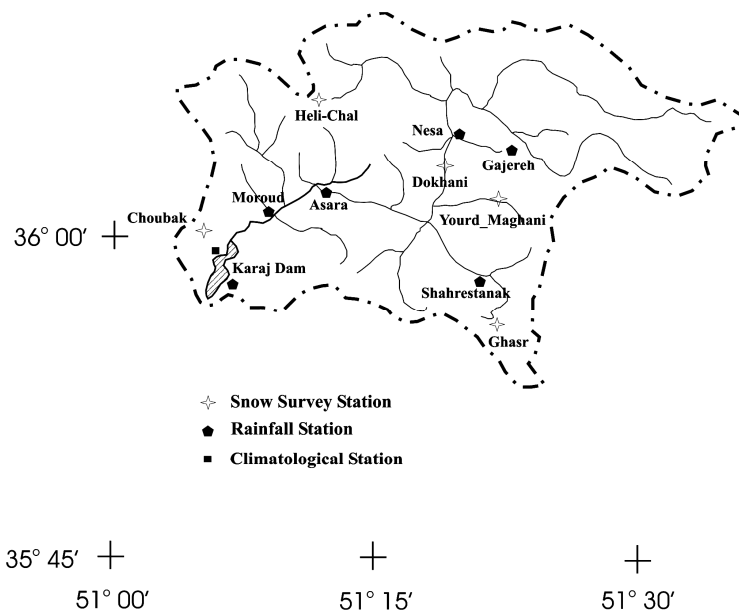 Heli-Chal
Nesa
Gajereh
Dokhani
Moroud
Asara
Choubak
Yourd_Maghani
36° 00′
Karaj Dam
Shahrestanak
Ghasr
Snow Survey Station
Rainfall Station
Climatological Station
35° 45′
51° 00′
51° 15′
51° 30′